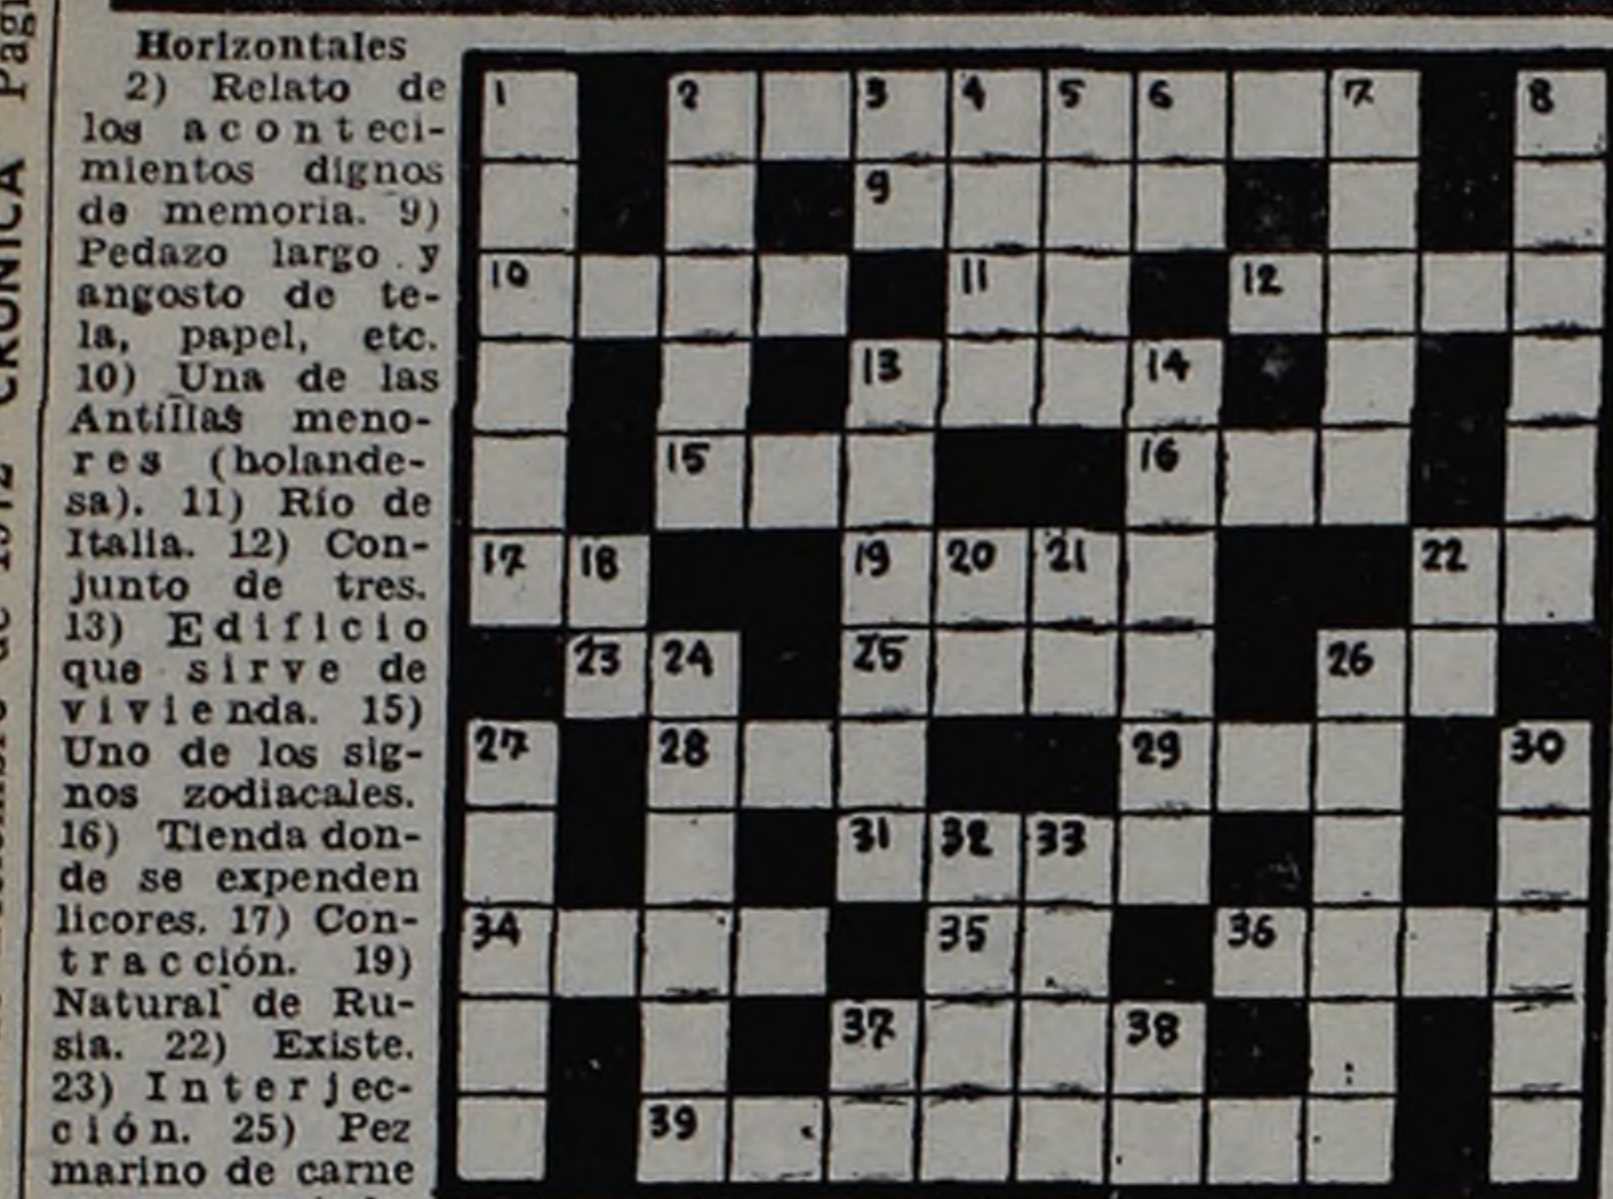 Horizontales
2) Relato de
los aconteci-
mientos dignos
de memoria. 9)
Pedazo largo y
angosto de te-
la, papel, etc.
10) Una de las
Antillas meno-
res (holande-
sa). 11) Río de
Italia. 12) Con-
junto de tres.
13) Edificio
que sirve de
vivienda. 15)
Uno de los sig-
nos zodiacales.
16) Tienda don-
de se expenden
licores. 17) Con-
tracción. 19)
Natural de Ru-
sia. 22) Existe.
23) Interjec-
ción. 25) Pez
marino de carne
1 2 3 4 5 6 7 8
9
10 11 12
13 14
15 16
17 18 19 20 21 22
23 24 25 26
27 28 29 30
31 32 33
34 35 36
37 38
39
CRONICA